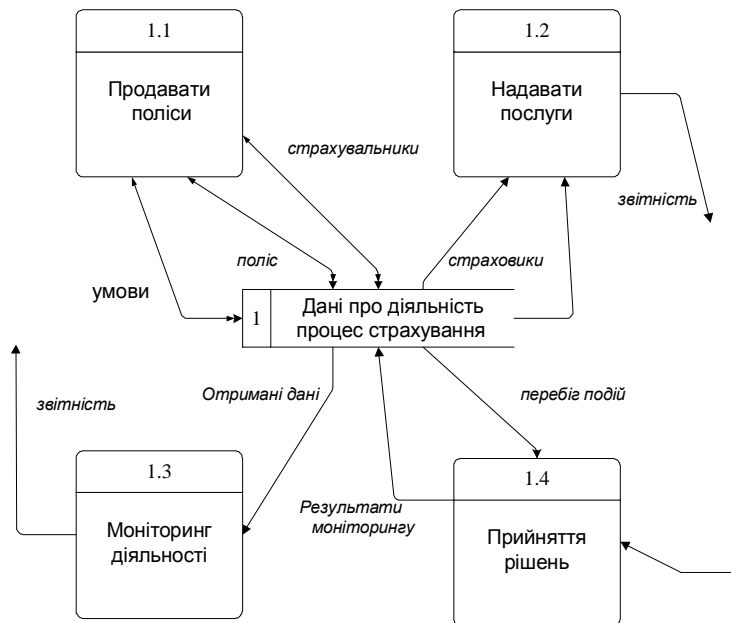 1.1
Продавати
поліси
1.2
Надавати
послуги
страхувальники
звітність
поліс
страховики
умови
1
Дані про діяльність
процес страхування
звітність
Отримані дані
перебіг подій
1.3
Моніторинг
діяльності
Результати
моніторингу
1.4
Прийняття
рішень